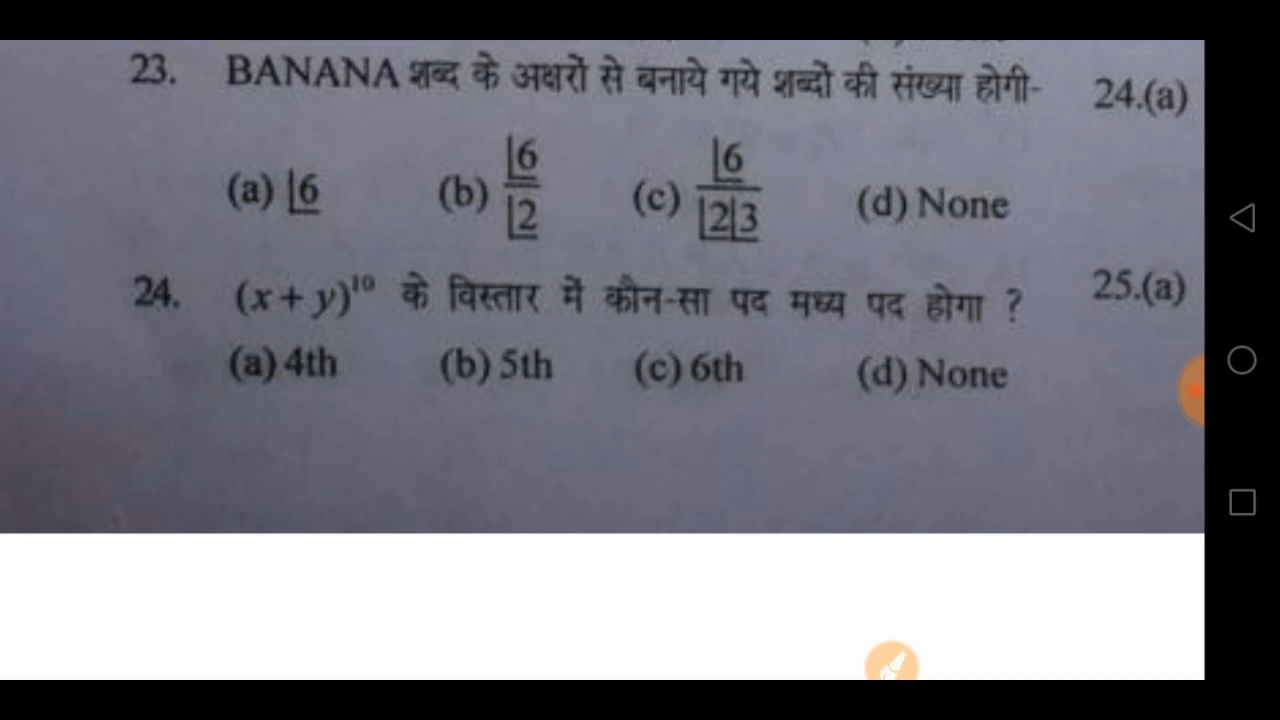 23. BANANA शब्द के अक्षरों से बनाये गये शब्दों की संख्या होगी-
(a) |6 (b) |6/|2 (c) |6/|2|3 (d) None
24. (x + y)¹⁰ के विस्तार में कौन-सा पद मध्य पद होगा ?
(a) 4th (b) 5th (c) 6th (d) None
24.(a)
25.(a)